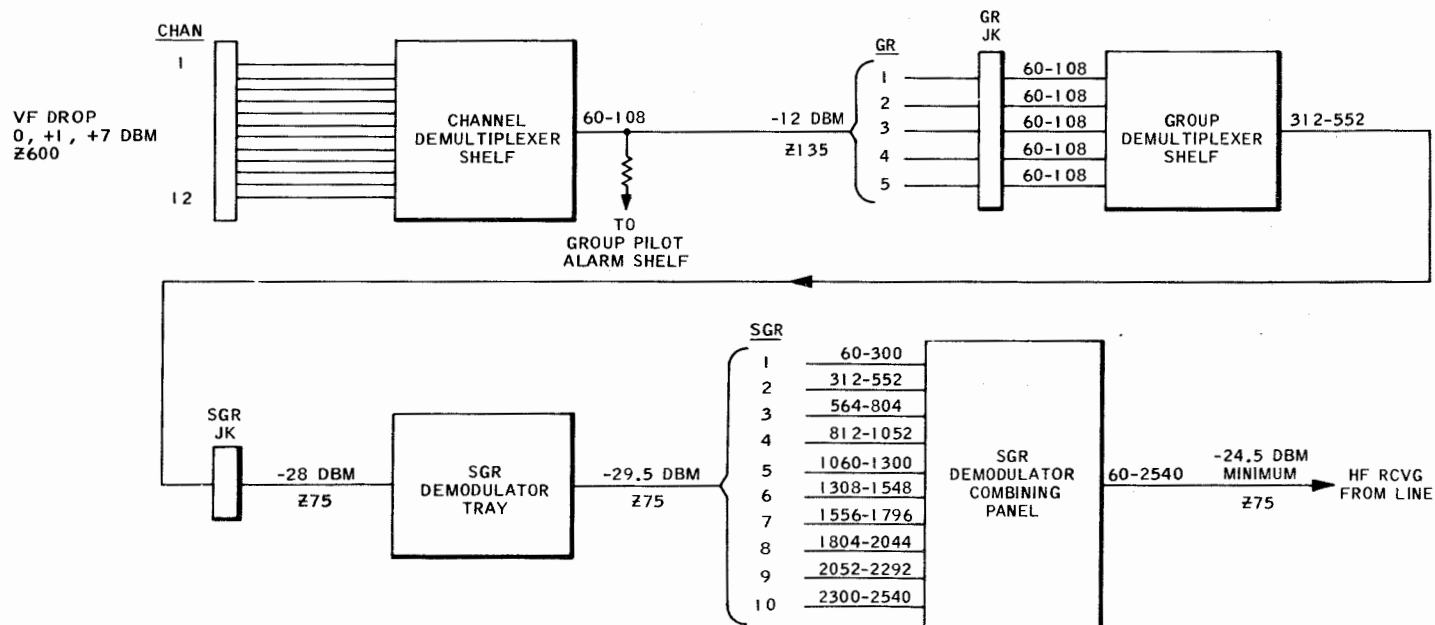 CHAN
1
12
VF DROP
0, +1, +7 DBM
Ƶ600
CHANNEL
DEMULTIPLEXER
SHELF
60-108
TO
GROUP PILOT
ALARM SHELF
-12 DBM
Ƶ135
GR
1
2
3
4
5
GR
JK
60-108
60-108
60-108
60-108
60-108
GROUP
DEMULTIPLEXER
SHELF
312-552
SGR
JK
-28 DBM
Ƶ75
SGR
DEMODULATOR
TRAY
-29.5 DBM
Ƶ75
SGR
1 60-300
2 312-552
3 564-804
4 812-1052
5 1060-1300
6 1308-1548
7 1556-1796
8 1804-2044
9 2052-2292
10 2300-2540
SGR
DEMODULATOR
COMBINING
PANEL
60-2540
-24.5 DBM
MINIMUM
Ƶ75
HF RCVG
FROM LINE